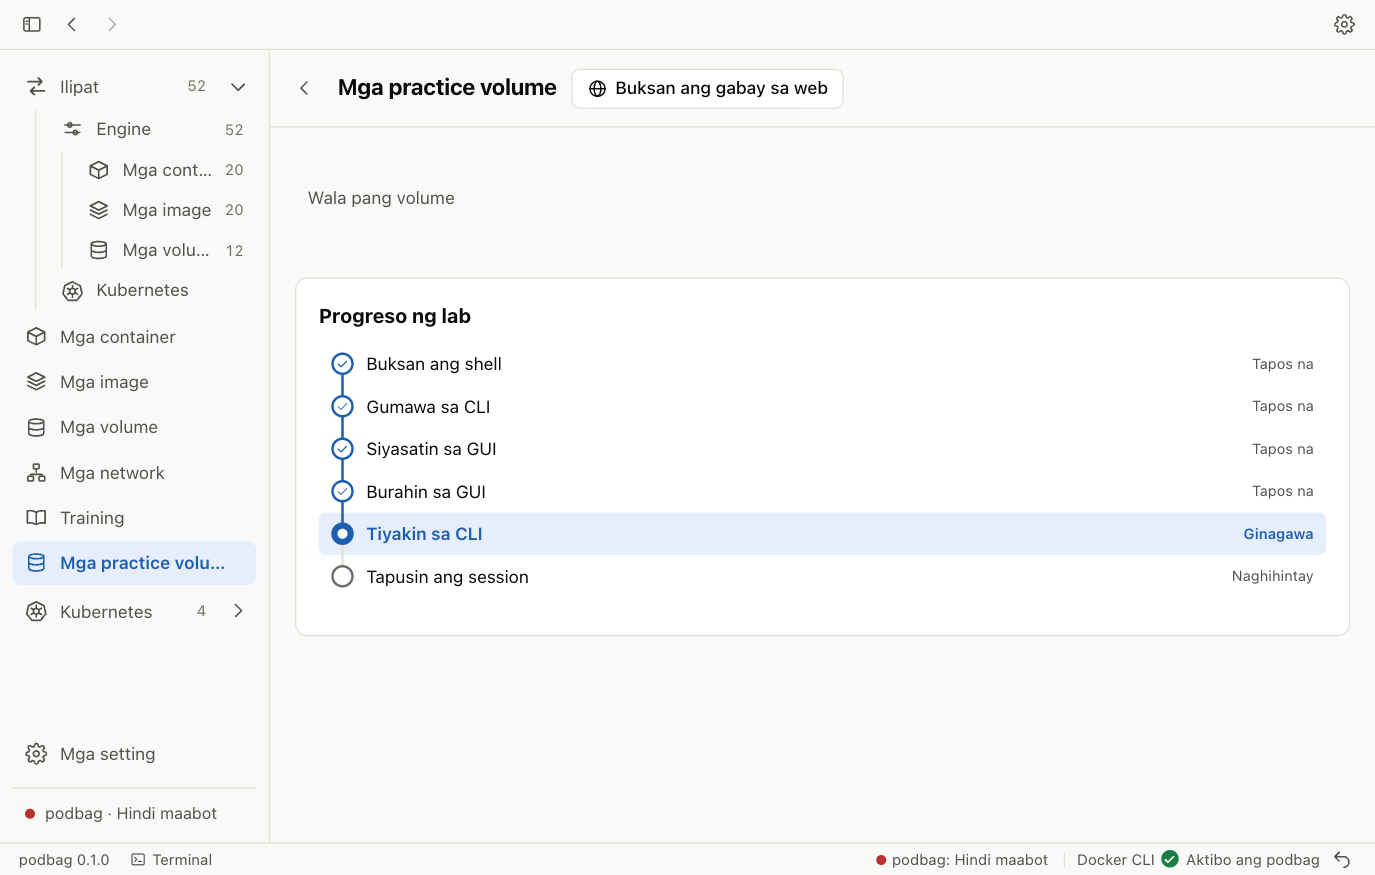 Ilipat 52
Engine 52
Mga cont... 20
Mga image 20
Mga volu... 12
Kubernetes
Mga container
Mga image
Mga volume
Mga network
Training
Mga practice volu...
Kubernetes 4
Mga setting
podbag · Hindi maabot
Mga practice volume
Buksan ang gabay sa web
Wala pang volume
Progreso ng lab
Buksan ang shell Tapos na
Gumawa sa CLI Tapos na
Siyasatin sa GUI Tapos na
Burahin sa GUI Tapos na
Tiyakin sa CLI Ginagawa
Tapusin ang session Naghihintay
podbag 0.1.0 Terminal podbag: Hindi maabot Docker CLI Aktibo ang podbag